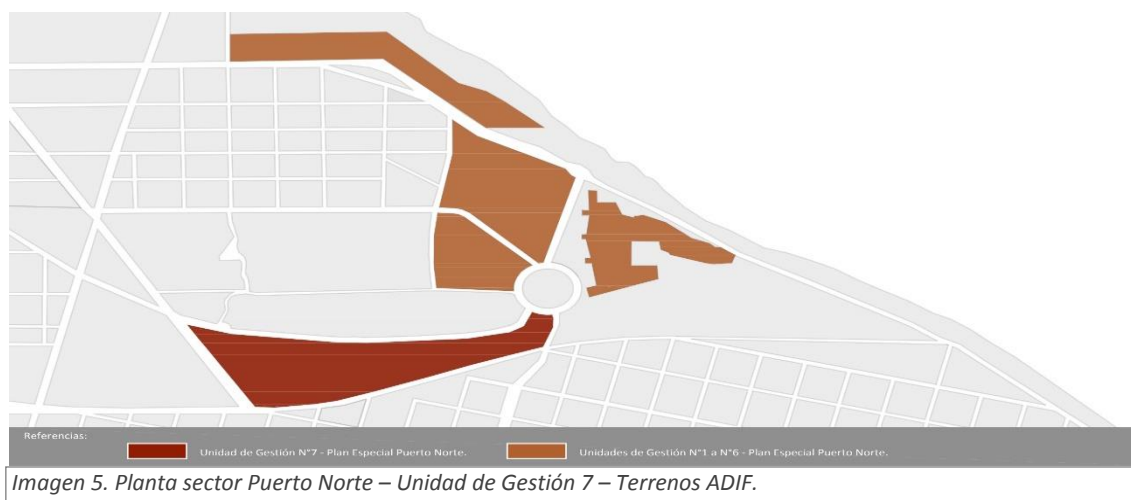 Referencias:
Unidad de Gestión N°7 - Plan Especial Puerto Norte.
Unidades de Gestión N°1 a N°6 - Plan Especial Puerto Norte.
Imagen 5. Planta sector Puerto Norte – Unidad de Gestión 7 – Terrenos ADIF.